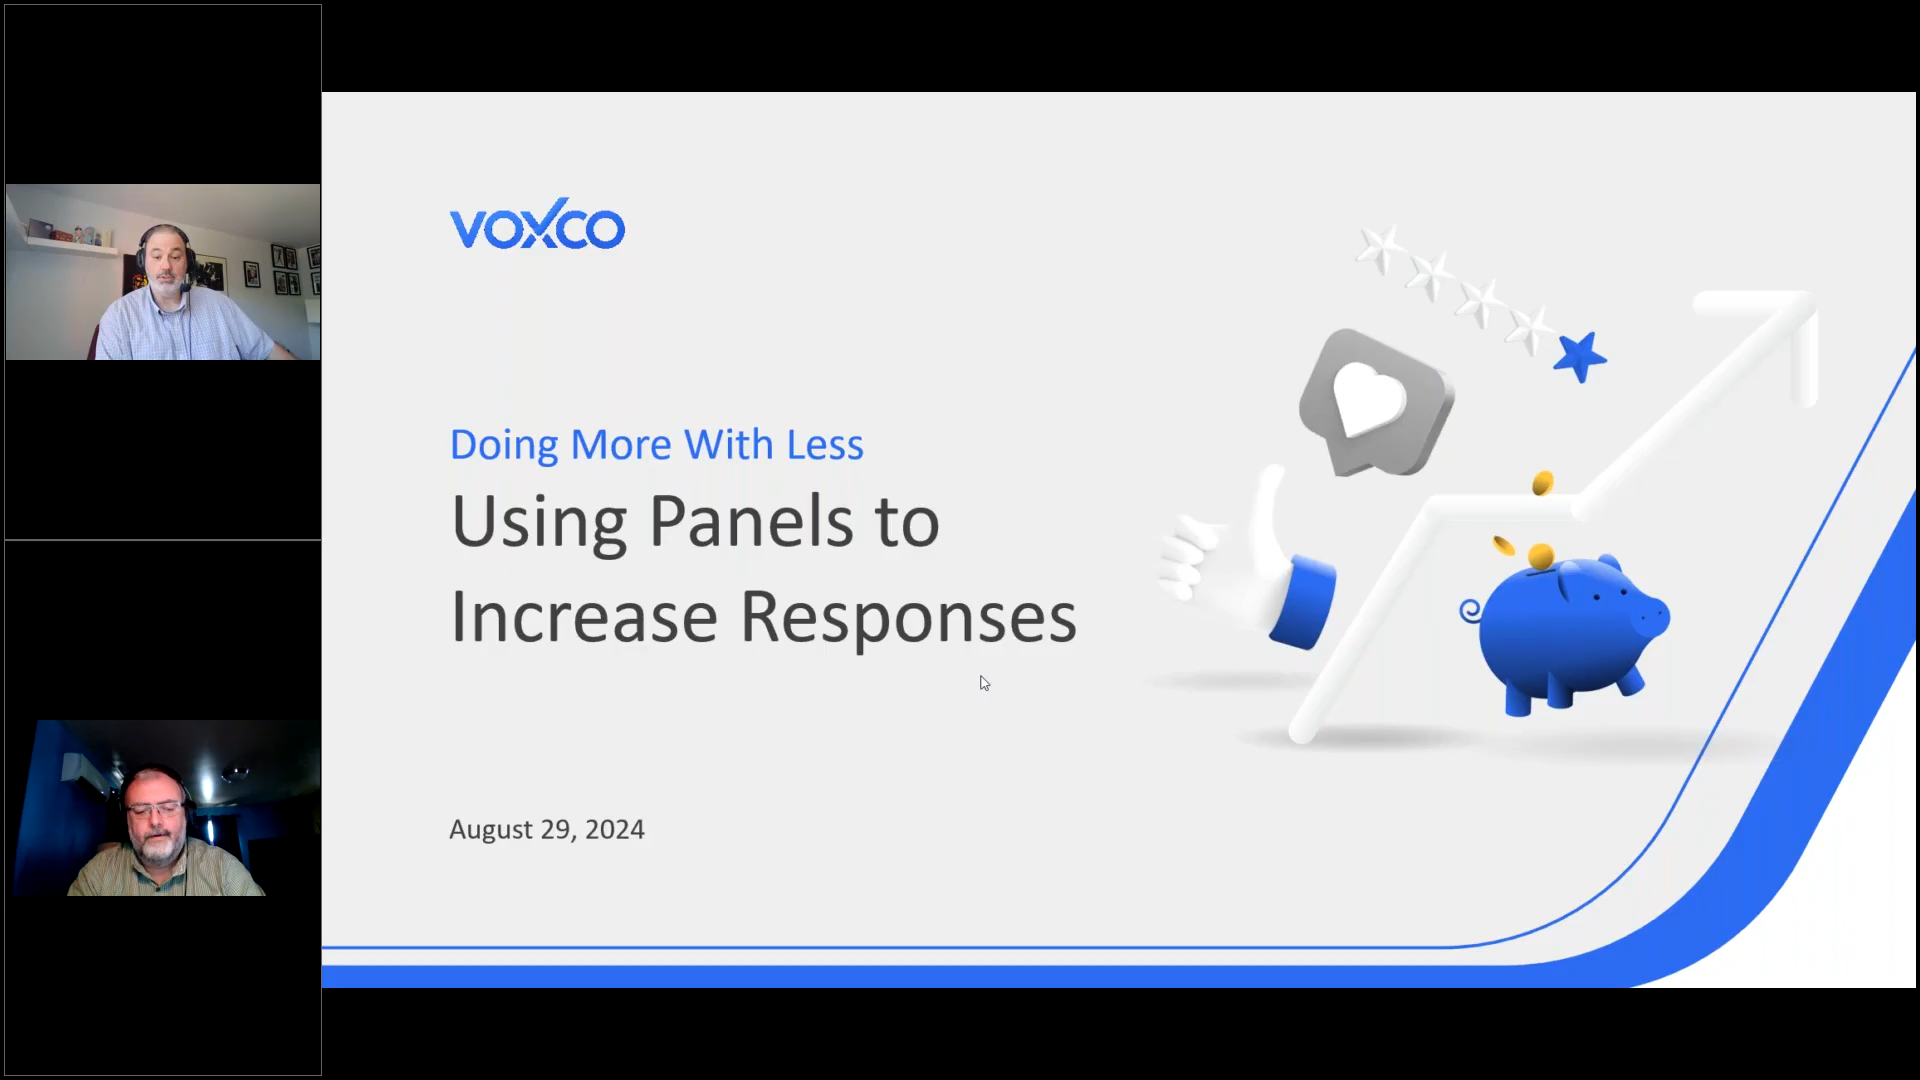 VOXCO
Doing More With Less
Using Panels to
Increase Responses
August 29, 2024